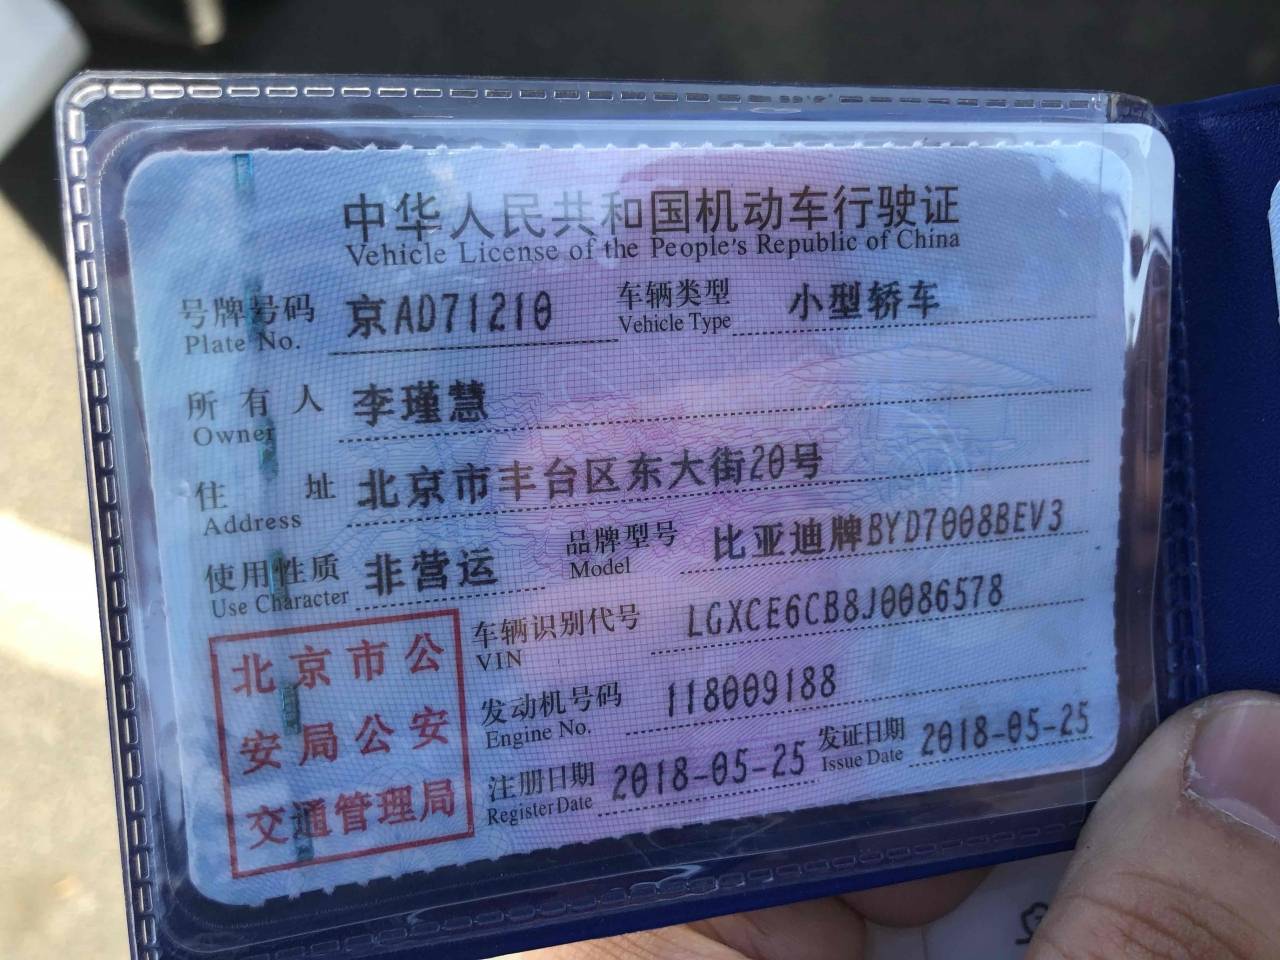 中华人民共和国机动车行驶证
Vehicle License of the People's Republic of China
号牌号码 京AD71210 车辆类型 小型轿车
Plate No. Vehicle Type
所有人 李瑾慧
Owner
住址 北京市丰台区东大街20号
Address
使用性质 非营运 品牌型号 比亚迪牌BYD7008BEV3
Use Character Model
车辆识别代号 LGXCE6CB8J0086578
VIN
发动机号码 118009188
Engine No.
注册日期 2018-05-25 发证日期 2018-05-25
Register Date Issue Date
北京市公
安局公安
交通管理局